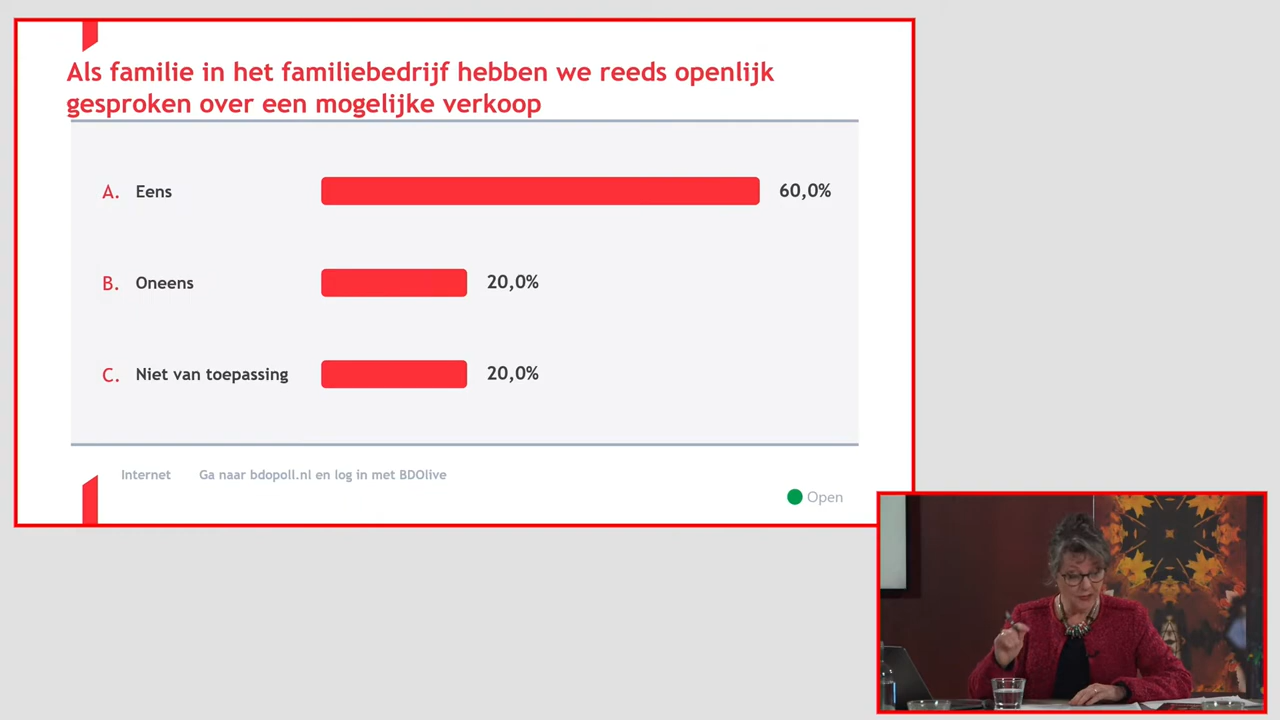 Als familie in het familiebedrijf hebben we reeds openlijk
gesproken over een mogelijke verkoop
A. Eens 60,0%
B. Oneens 20,0%
C. Niet van toepassing 20,0%
Internet Ga naar bdopoll.nl en log in met BDOlive
Open